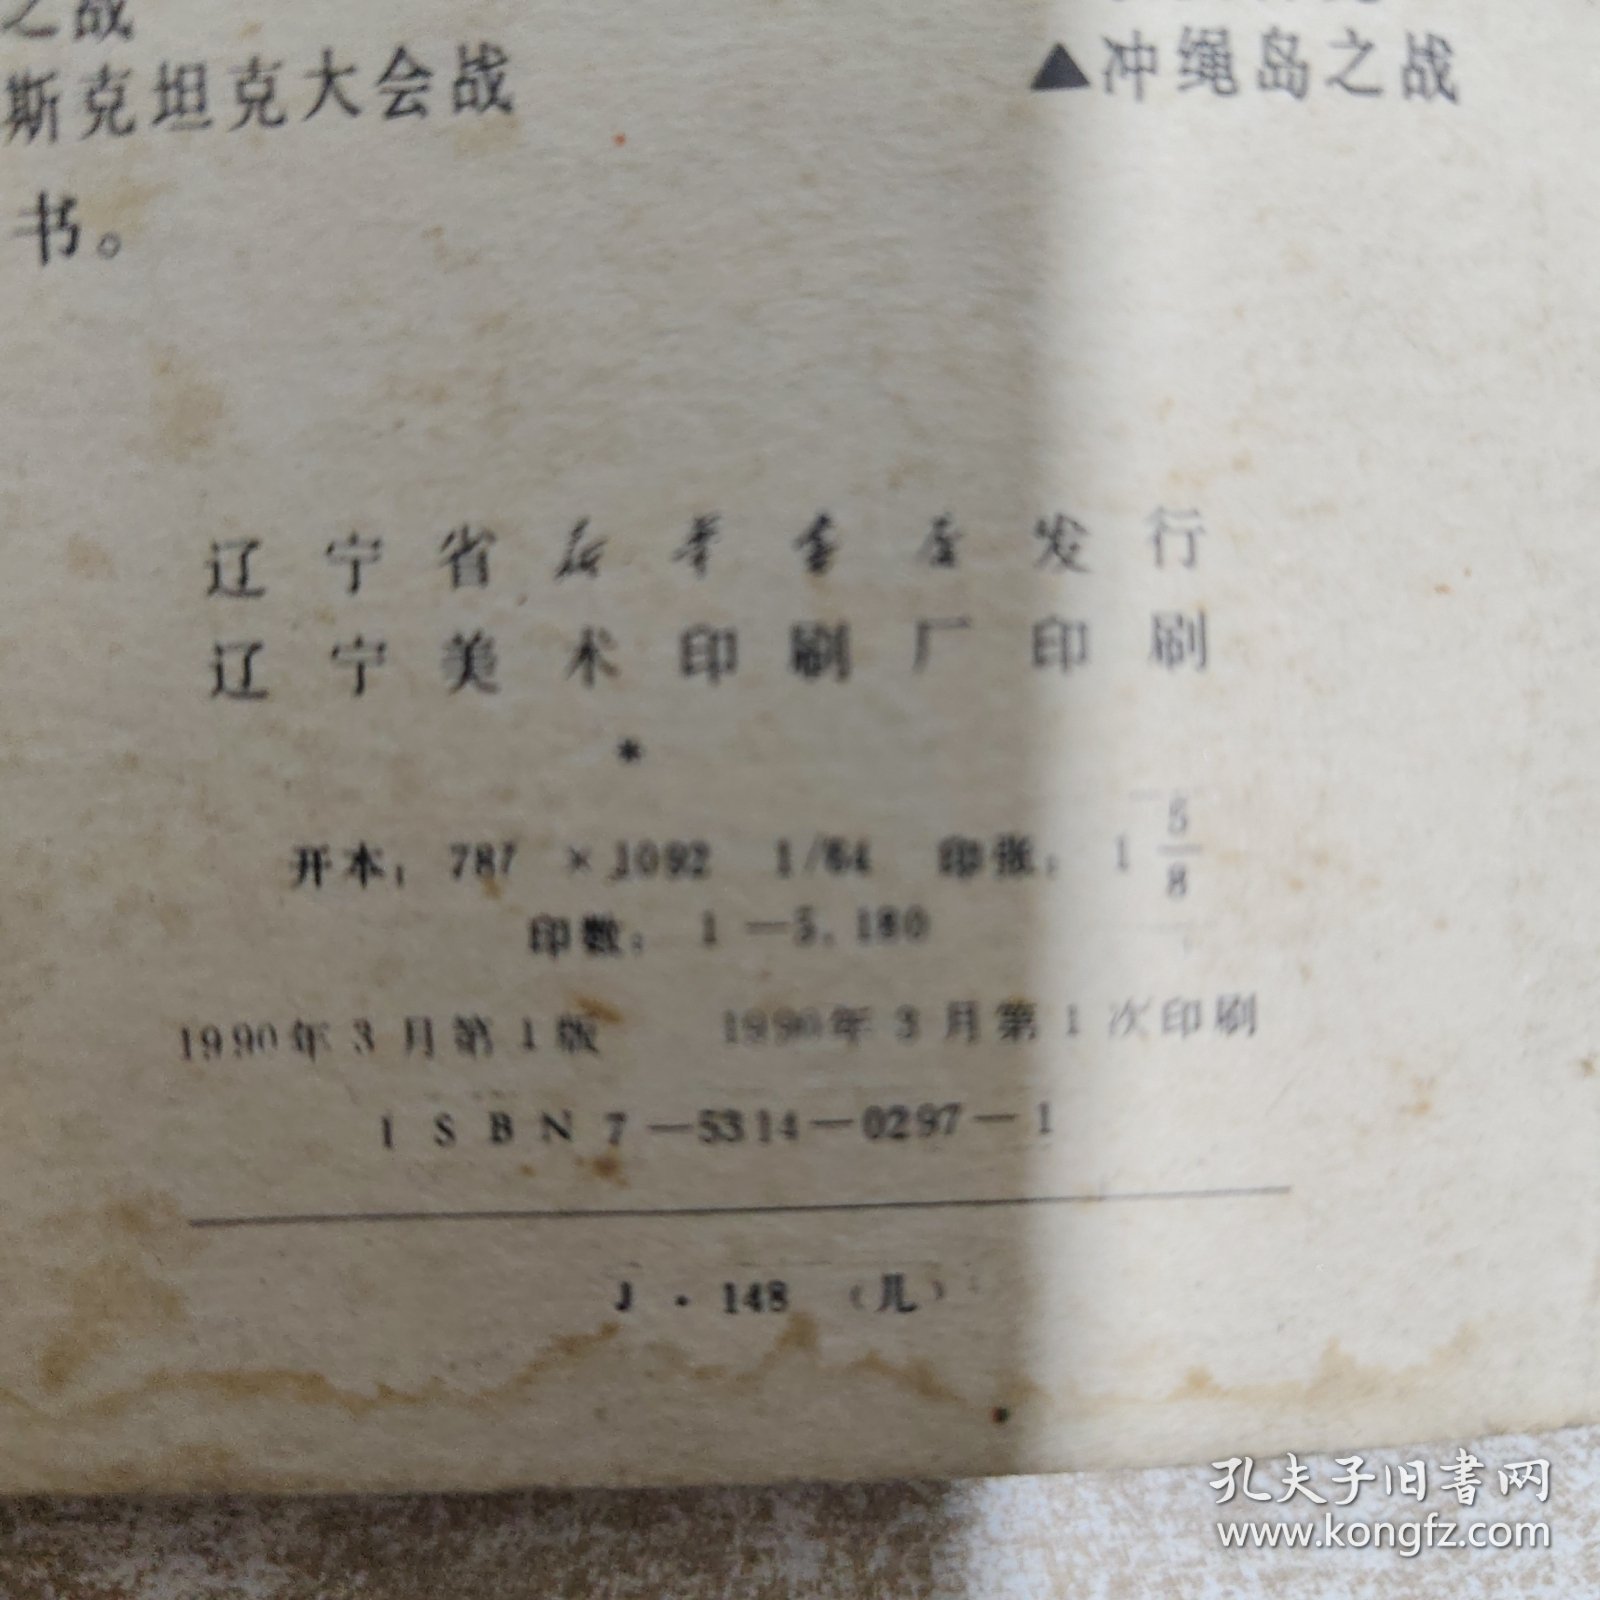 之战
斯克坦克大会战
▲冲绳岛之战
书。
辽宁省新华书店发行
辽宁美术印刷厂印刷
*
开本：787 × 1092 1/64 印张：1 5/8
印数：1—5,180
1990年3月第1版 1990年3月第1次印刷
ISBN 7—5314—0297—1
J·148（儿）
孔夫子旧书网
www.kongfz.com